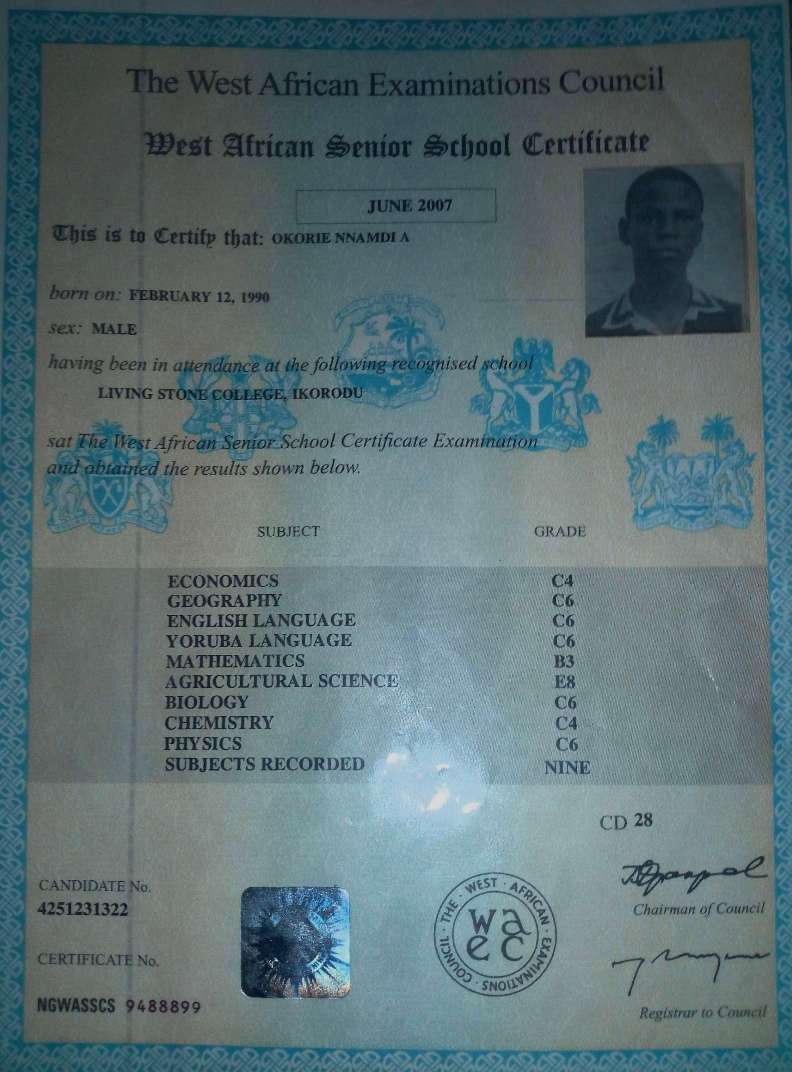 The West African Examinations Council
West African Senior School Certificate
JUNE 2007
This is to Certify that: OKORIE NNAMDI A
born on: FEBRUARY 12, 1990
sex: MALE
having been in attendance at the following recognised school
LIVING STONE COLLEGE, IKORODU
sat The West African Senior School Certificate Examination
and obtained the results shown below.
SUBJECT GRADE
ECONOMICS C4
GEOGRAPHY C6
ENGLISH LANGUAGE C6
YORUBA LANGUAGE C6
MATHEMATICS B3
AGRICULTURAL SCIENCE E8
BIOLOGY C6
CHEMISTRY C4
PHYSICS C6
SUBJECTS RECORDED NINE
CD 28
CANDIDATE No.
4251231322
Chairman of Council
CERTIFICATE No.
NGWASSCS 9488899
THE · WEST · AFRICAN · EXAMINATIONS · COUNCIL ·
wa
ec
Registrar to Council